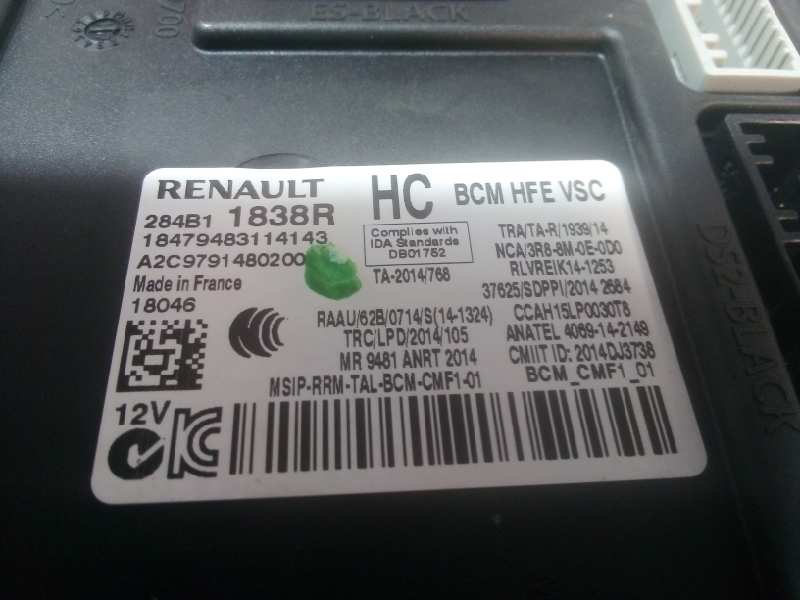 700
ES-BLACK
RENAULT HC BCM HFE VSC
284B1 1838R
18479483114143
A2C9791480200
Made in France
18046
Complies with
IDA Standards
DB01752
TA-2014/768
TRA/TA-R/1939/14
NCA/3R8-8M-0E-0D0
RLVREIK14-1253
37625/SDPPI/2014 2684
CCAH15LP0030T8
ANATEL 4069-14-2149
CMIIT ID: 2014DJ3738
BCM_CMF1_01
RAAU/62B/0714/S(14-1324)
TRC/LPD/2014/105
MR 9481 ANRT 2014
MSIP-RRM-TAL-BCM-CMF1-01
12V
DS2-BLACK